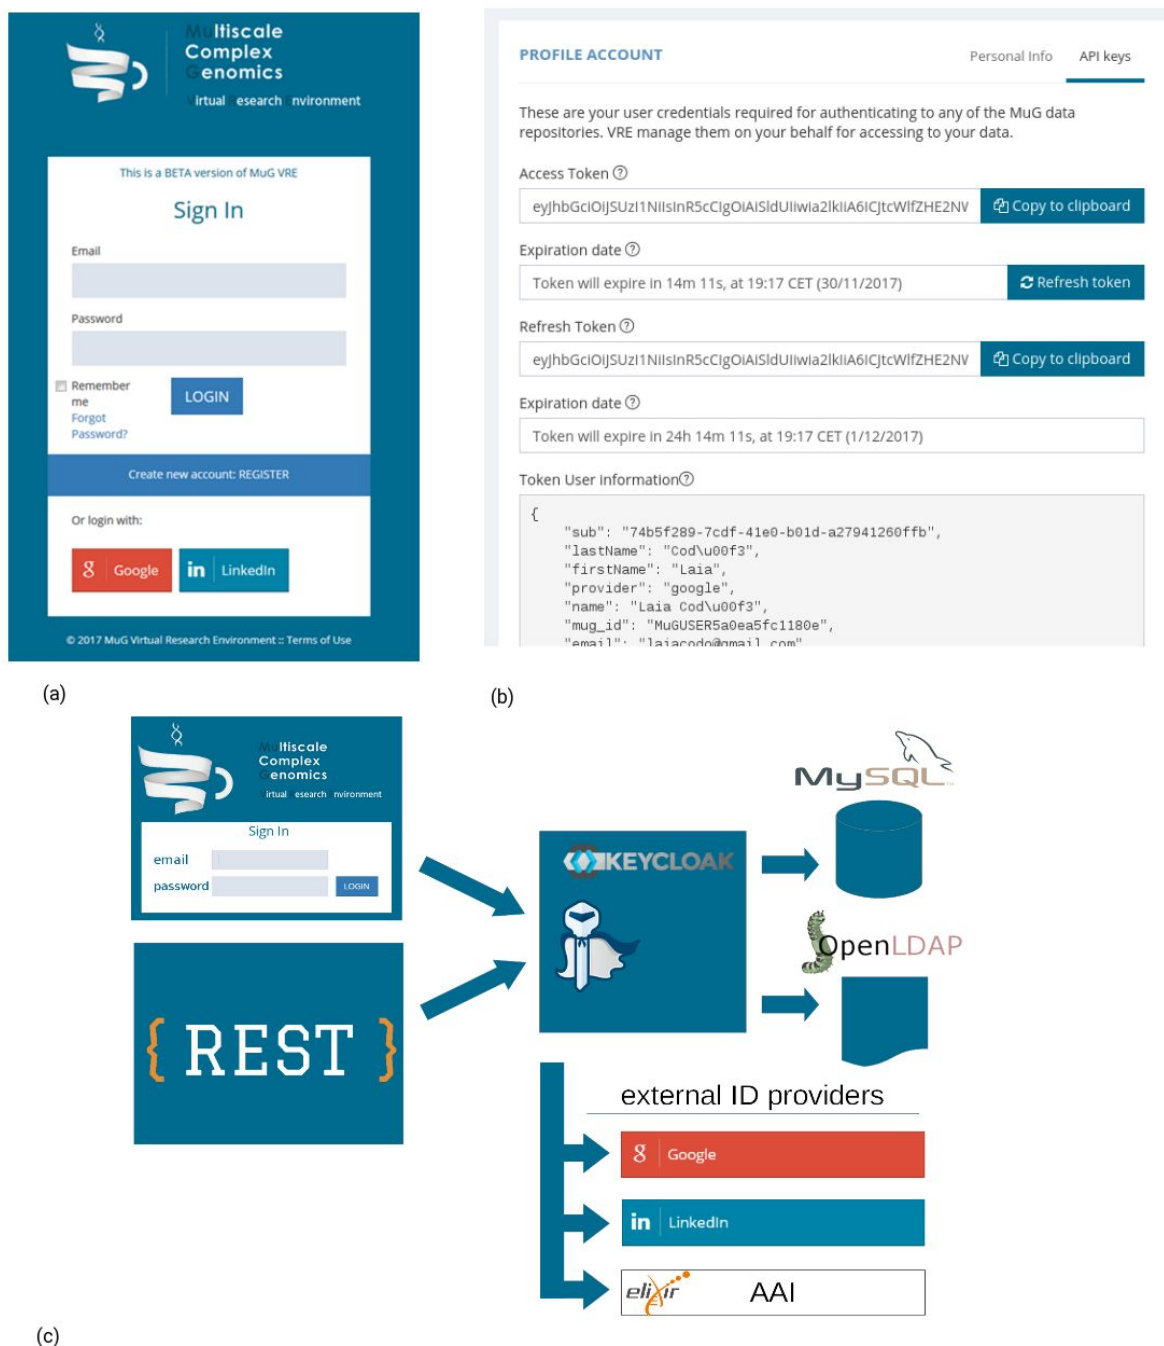 Multiscale
Complex
Genomics
Virtual Research Environment
This is a BETA version of MuG VRE
Sign In
Email
Password
Remember
me
LOGIN
Forgot
Password?
Create new account: REGISTER
Or login with:
Google
in LinkedIn
© 2017 MuG Virtual Research Environment :: Terms of Use
(a)
PROFILE ACCOUNT
Personal Info
API keys
These are your user credentials required for authenticating to any of the MuG data
repositories. VRE manage them on your behalf for accessing to your data.
Access Token ?
Copy to clipboard
Expiration date ?
Token will expire in 14m 11s, at 19:17 CET (30/11/2017)
Refresh token
Refresh Token ?
Copy to clipboard
Expiration date ?
Token will expire in 24h 14m 11s, at 19:17 CET (1/12/2017)
Token User information?
{
"sub": "74b5f289-7cdf-41e0-b01d-a27941260ffb",
"lastName": "Cod\u00f3",
"firstName": "Laia",
"provider": "google",
"name": "Laia Cod\u00f3",
"mug_id": "MuGUSER5a0ea5fc1180e",
"email": "laiacodo@gmail.com"
(b)
Multiscale
Complex
Genomics
Virtual Research Environment
Sign In
email
password
LOGIN
{ REST }
KEYCLOAK
MySQL
OpenLDAP
external ID providers
g Google
in LinkedIn
elixir AAI
(c)